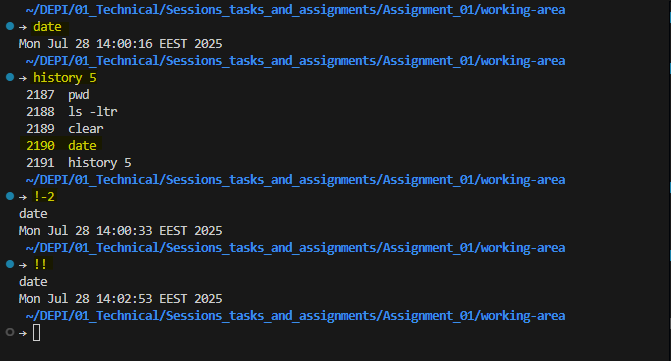 ~/DEPI/01_Technical/Sessions_tasks_and_assignments/Assignment_01/working-area
→ date
Mon Jul 28 14:00:16 EEST 2025
~/DEPI/01_Technical/Sessions_tasks_and_assignments/Assignment_01/working-area
→ history 5
2187  pwd
2188  ls -ltr
2189  clear
2190  date
2191  history 5
~/DEPI/01_Technical/Sessions_tasks_and_assignments/Assignment_01/working-area
→ !-2
date
Mon Jul 28 14:00:33 EEST 2025
~/DEPI/01_Technical/Sessions_tasks_and_assignments/Assignment_01/working-area
→ !!
date
Mon Jul 28 14:02:53 EEST 2025
~/DEPI/01_Technical/Sessions_tasks_and_assignments/Assignment_01/working-area
→